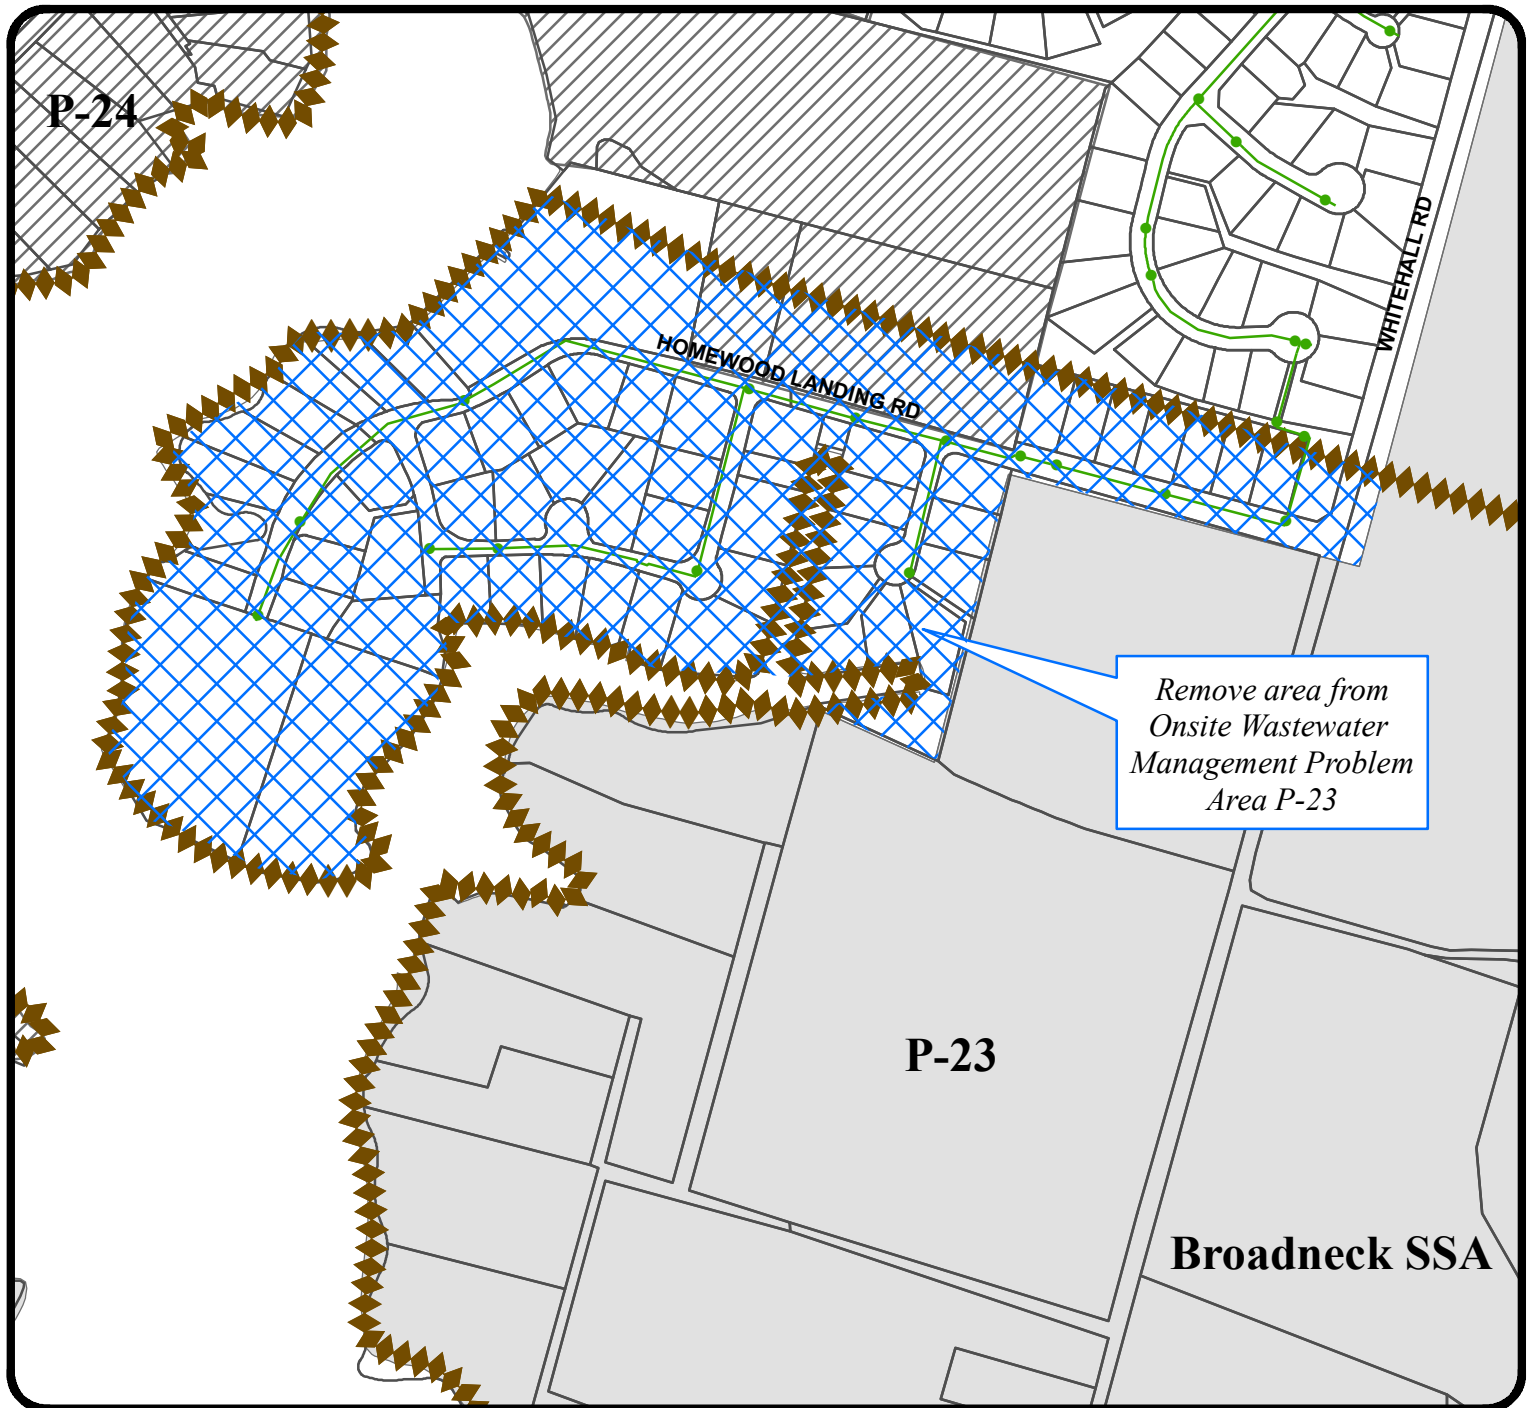 P-24
WHITEHALL RD
HOMEWOOD LANDING RD
Remove area from
Onsite Wastewater
Management Problem
Area P-23
P-23
Broadneck SSA